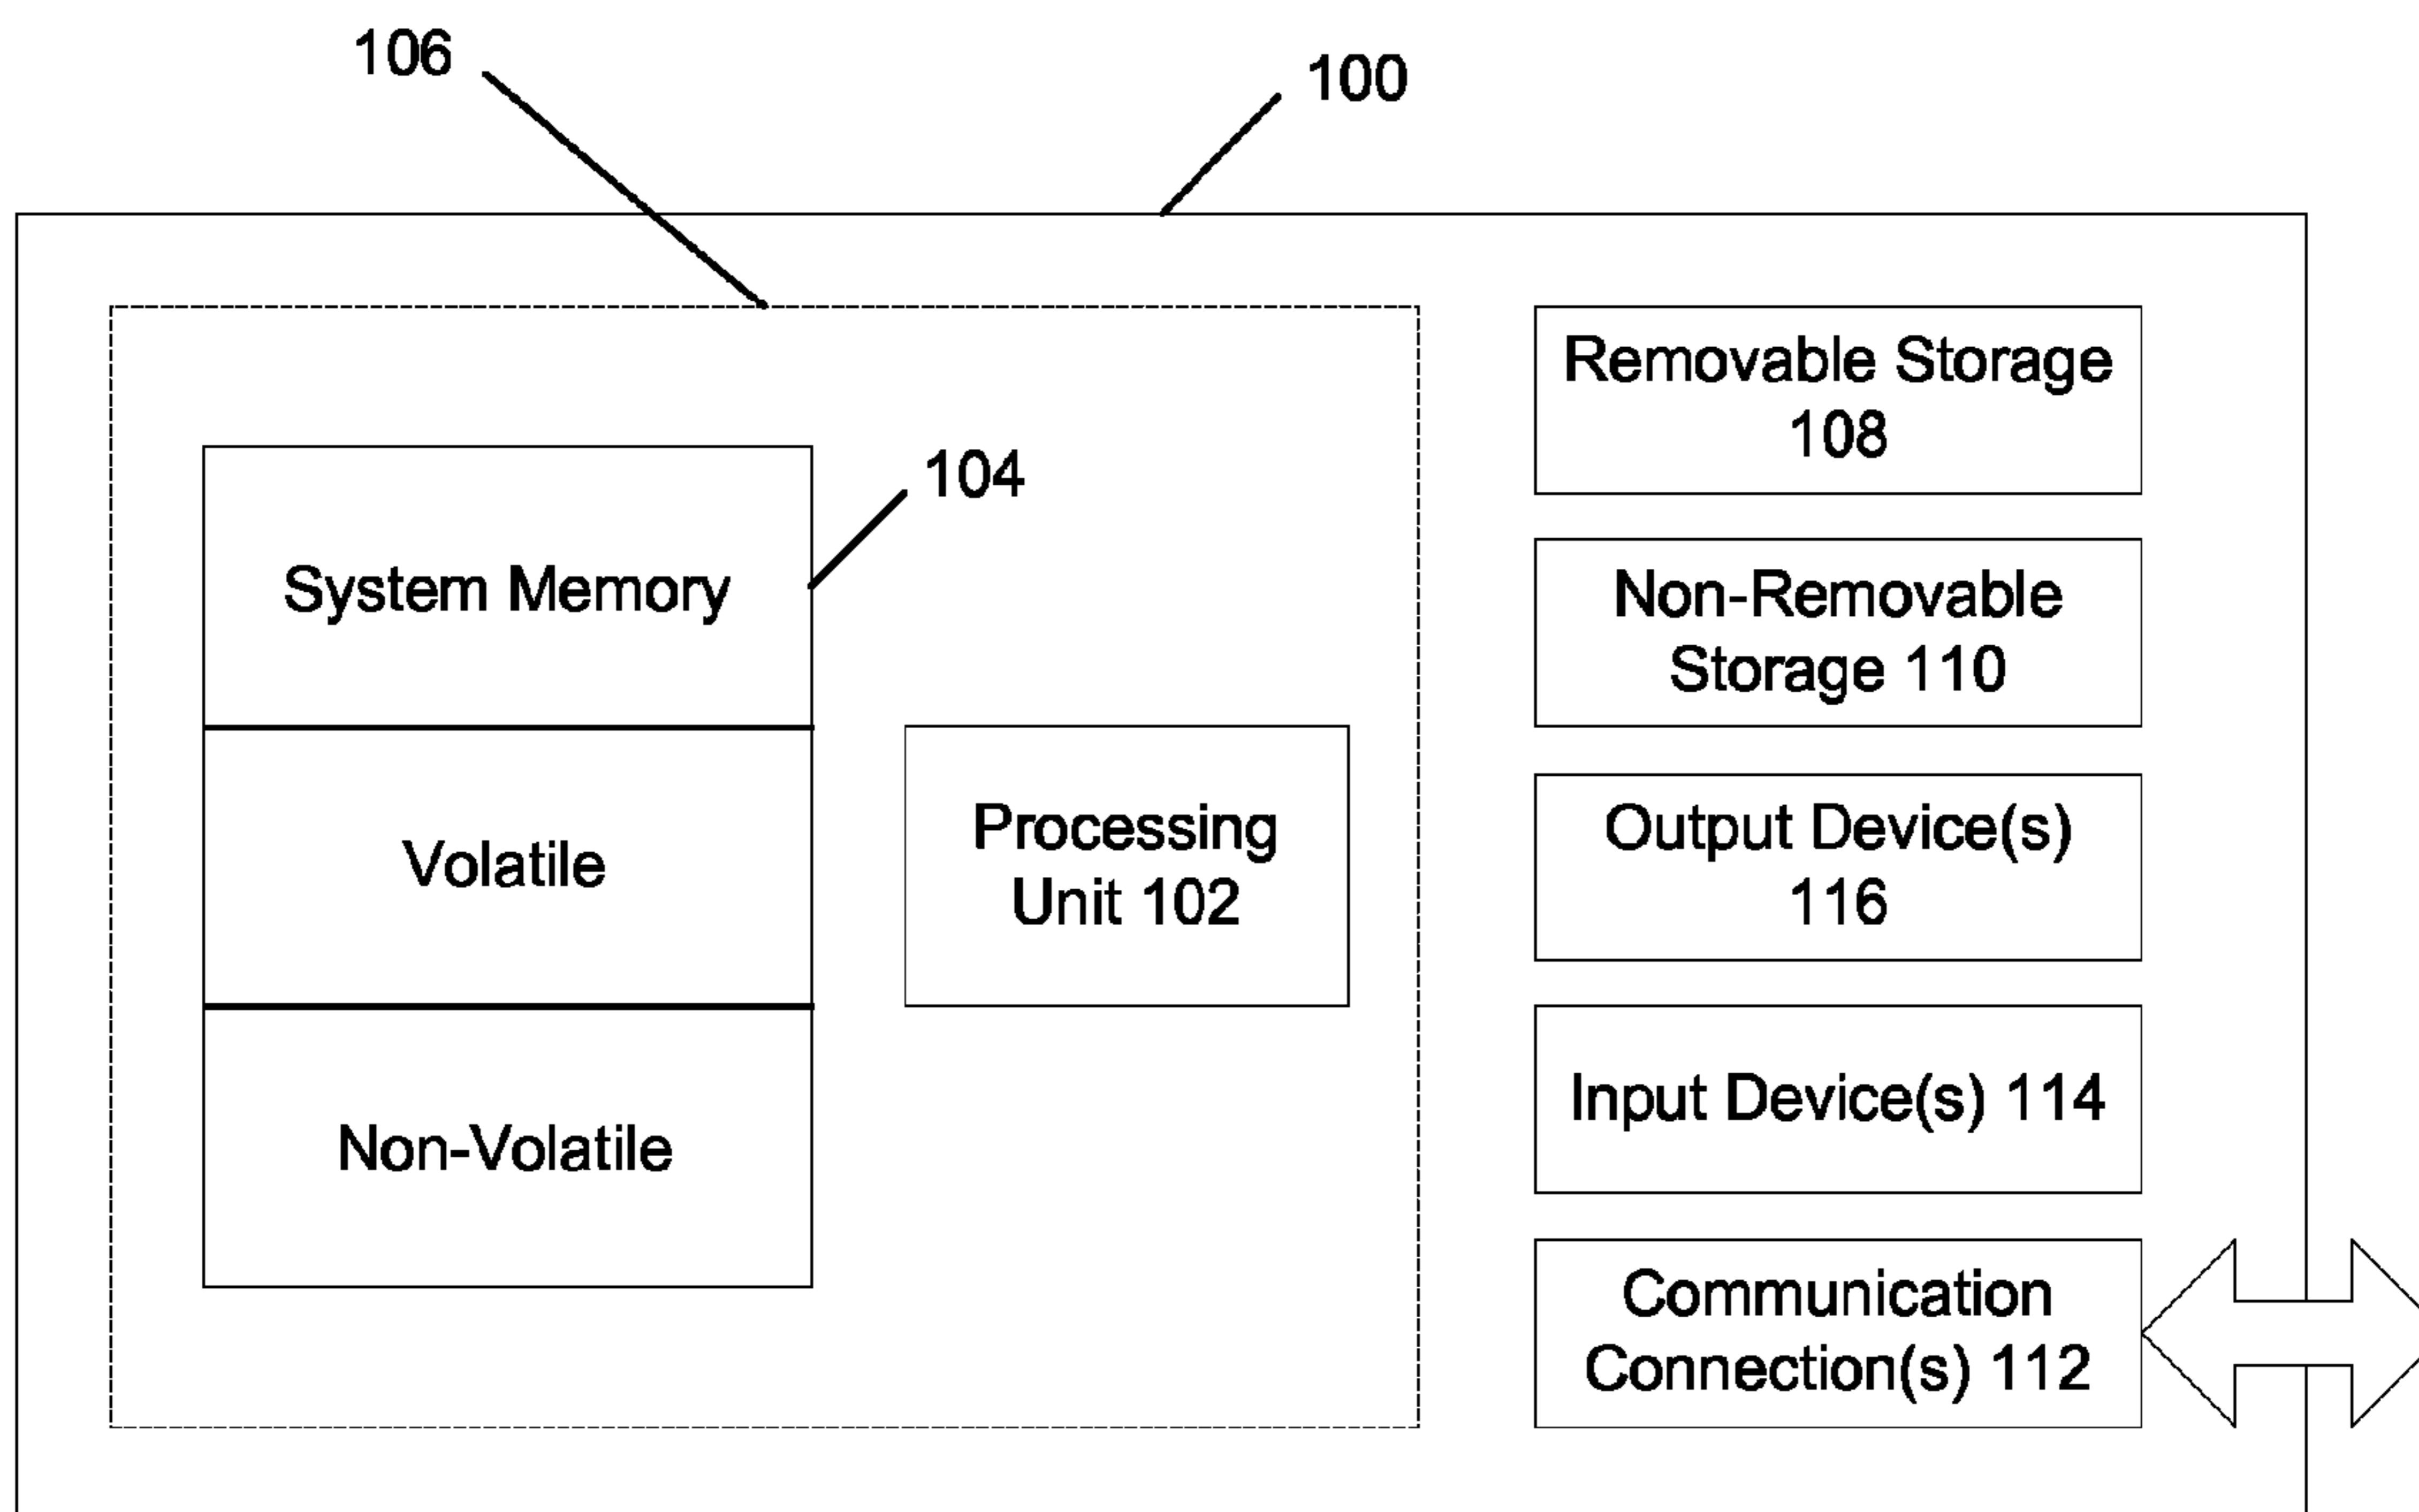 106
100
104
System Memory
Volatile
Non-Volatile
Processing
Unit 102
Removable Storage
108
Non-Removable
Storage 110
Output Device(s)
116
Input Device(s) 114
Communication
Connection(s) 112